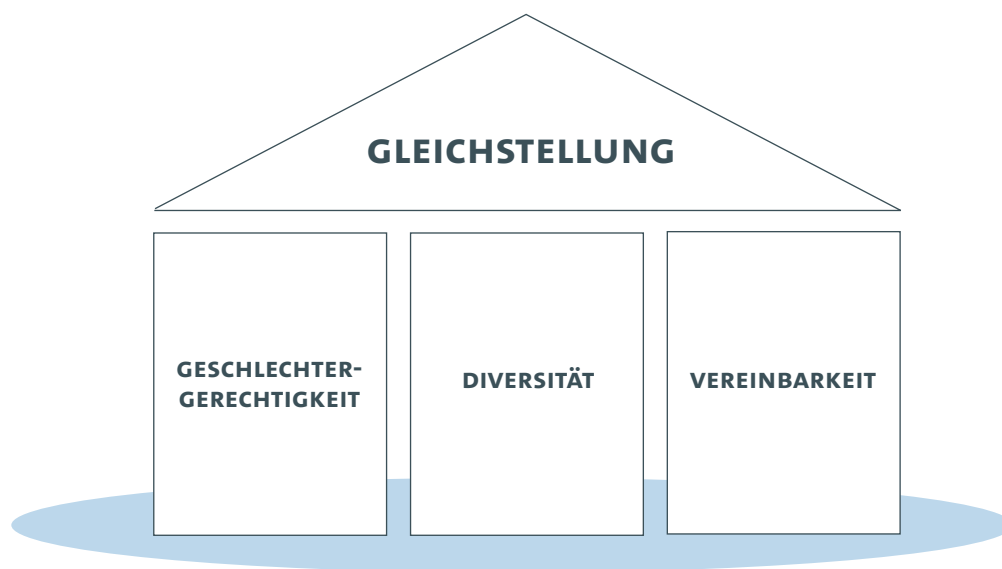 GLEICHSTELLUNG
GESCHLECHTER-
GERECHTIGKEIT
DIVERSITÄT
VEREINBARKEIT